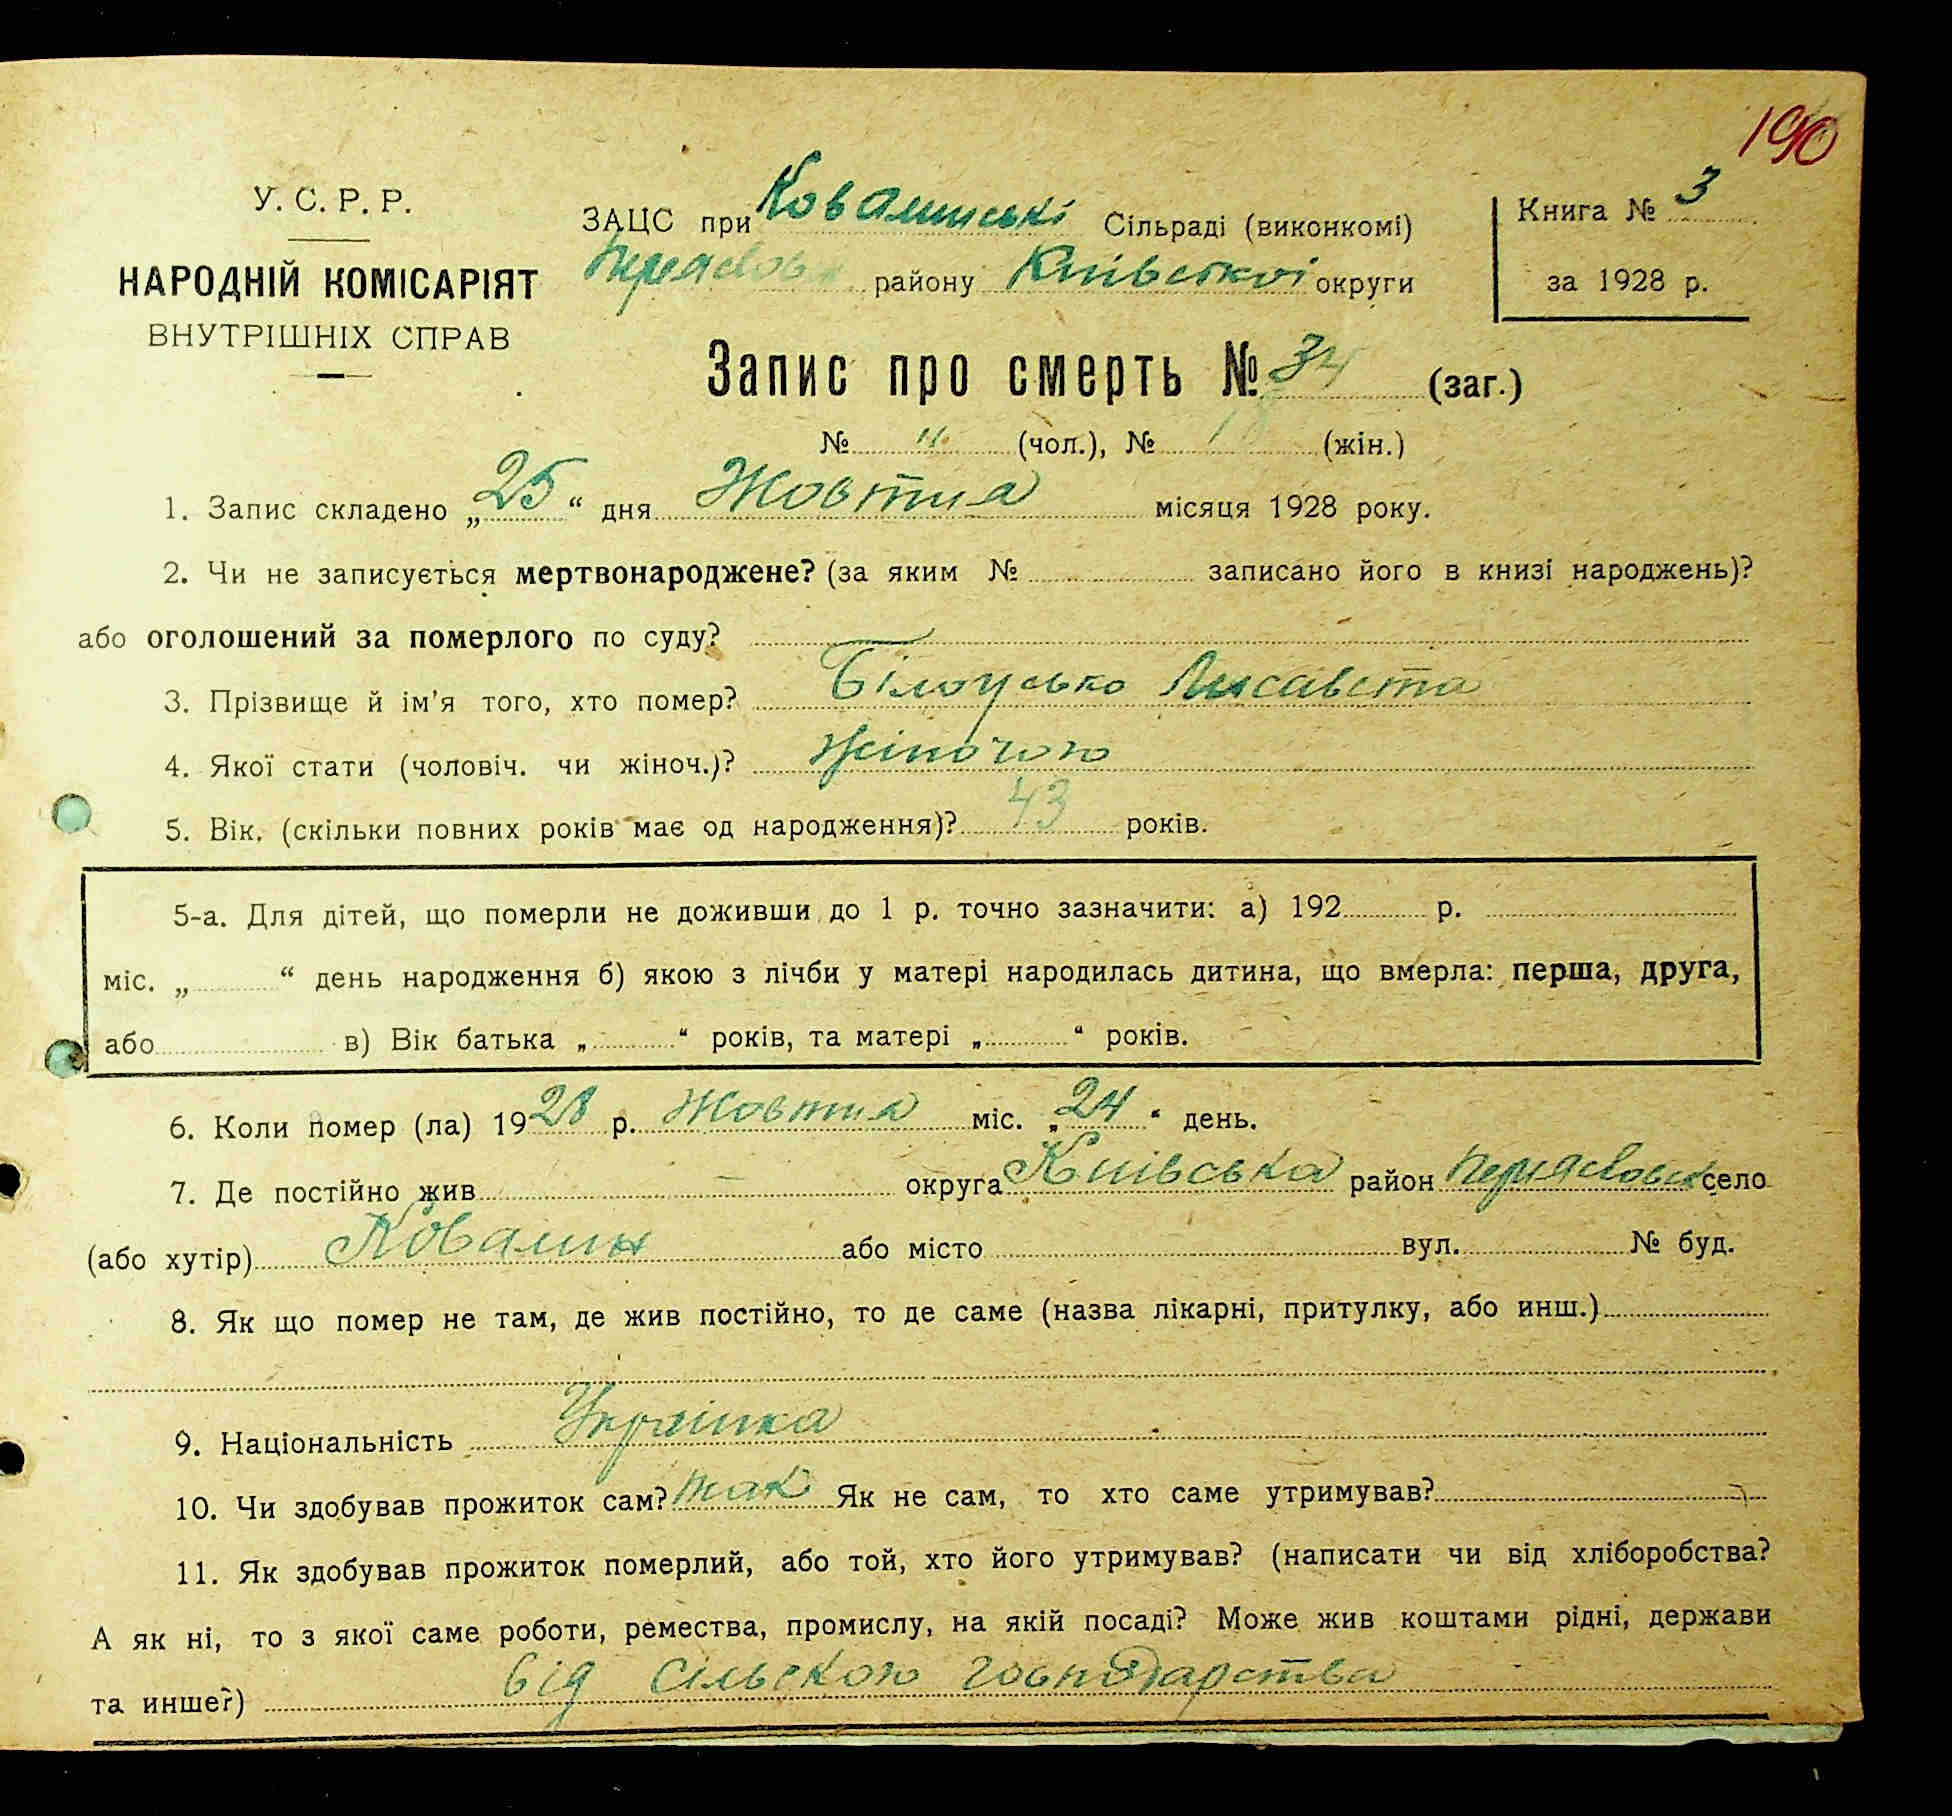 190
У. С. Р. Р.
НАРОДНІЙ КОМІСАРІЯТ
ВНУТРІШНІХ СПРАВ
ЗАЦС при Ковалинські Сільраді (виконкомі)
Переяслівс району Київської округи
Книга № 3
за 1928 р.
Запис про смерть № 34 (заг.)
№ " (чол.), № 18 (жін.)
1. Запис складено „25“ дня Жовтня місяця 1928 року.
2. Чи не записується мертвонароджене? (за яким № записано його в книзі народжень)?
або оголошений за померлого по суду?
3. Прізвище й ім'я того, хто помер? Лисавета
4. Якої стати (чоловіч. чи жіноч.)? жіночою
5. Вік. (скільки повних років має од народження)? 43 років.
5-а. Для дітей, що померли не доживши до 1 р. точно зазначити: а) 192 р.
міс. „ “ день народження б) якою з лічби у матері народилась дитина, що вмерла: перша, друга,
або в) Вік батька „ “ років, та матері „ “ років.
6. Коли помер (ла) 1928 р. Жовтня міс. „24“ день.
7. Де постійно жив — округа Київська район село
(або хутір) Ковалин або місто вул. № буд.
8. Як що помер не там, де жив постійно, то де саме (назва лікарні, притулку, або инш.)
9. Національність Українка
10. Чи здобував прожиток сам? так Як не сам, то хто саме утримував?
11. Як здобував прожиток померлий, або той, хто його утримував? (написати чи від хліборобства?
А як ні, то з якої саме роботи, ремества, промислу, на якій посаді? Може жив коштами рідні, держави
та инше?) від сільского господарства